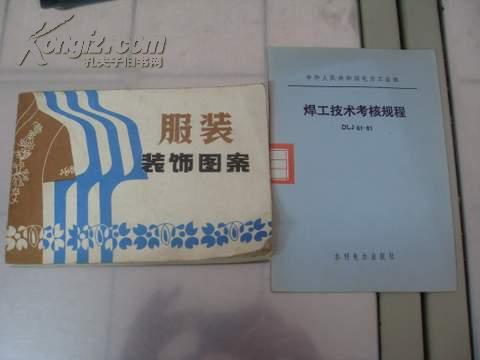 Kongfz.com
孔夫子旧书网
服装
装饰图案
中华人民共和国电力工业部
焊工技术考核规程
DLJ 61-81
水利电力出版社